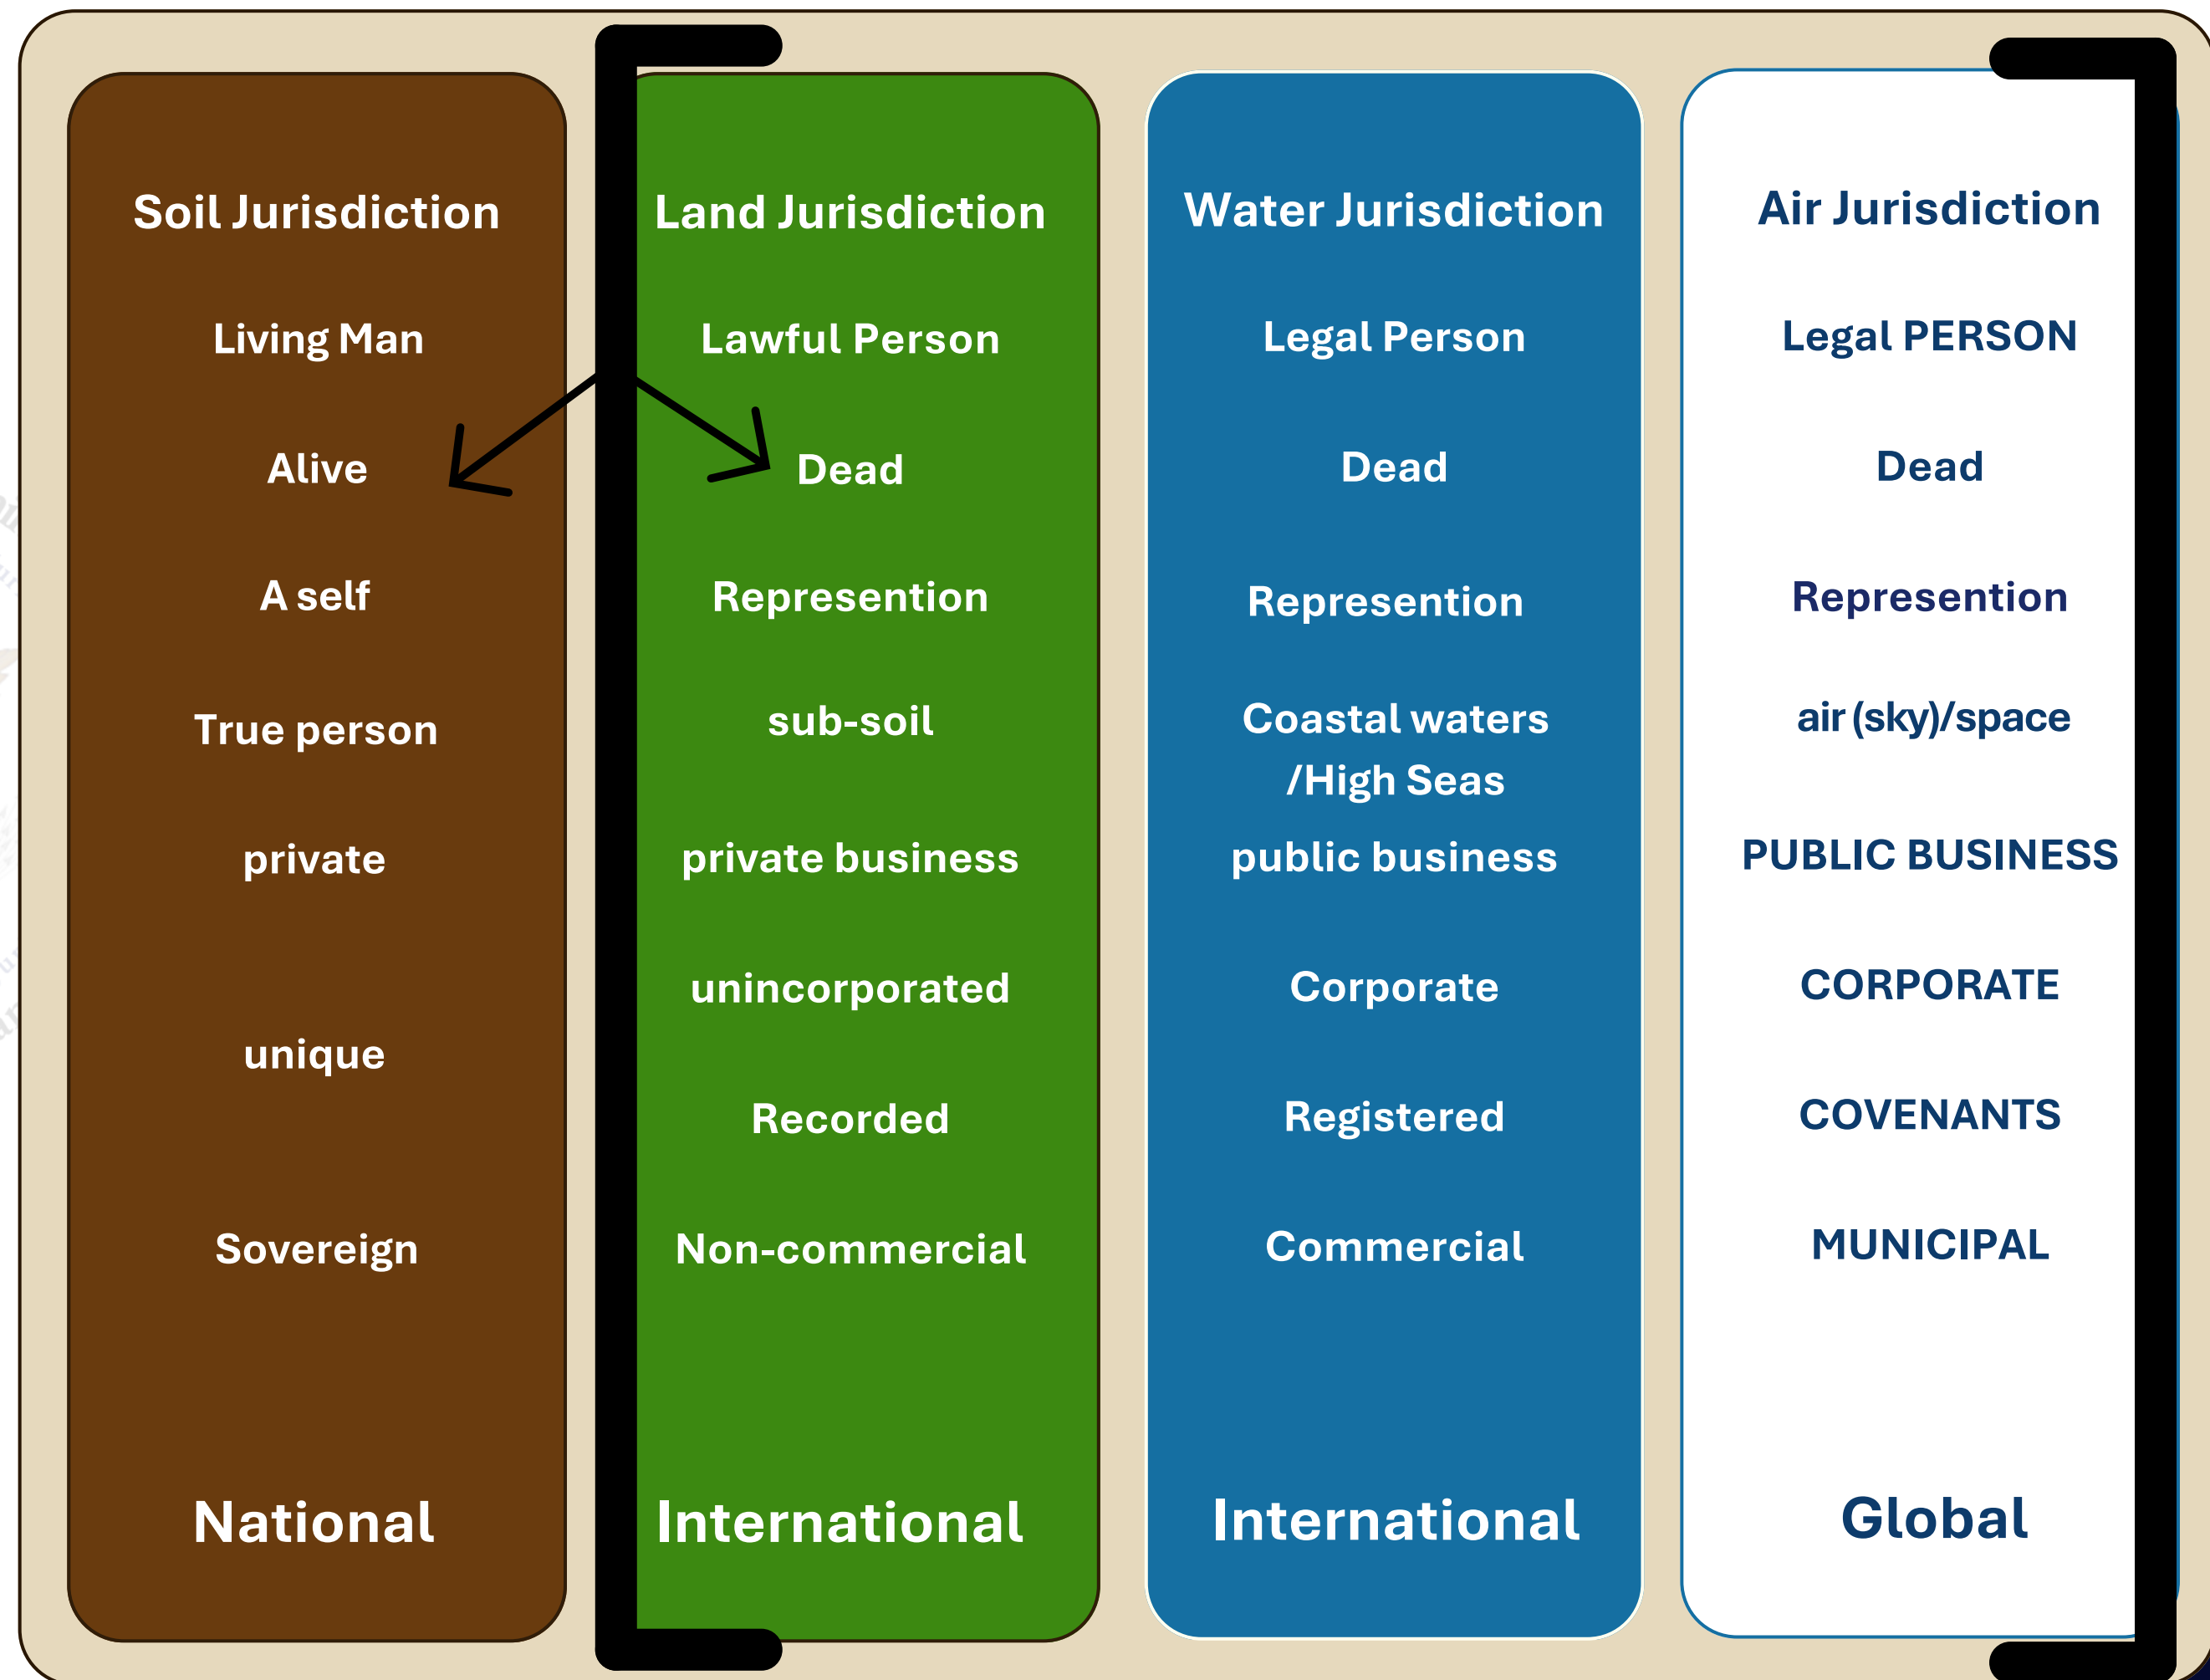 Soil Jurisdiction
Living Man
Alive
A self
True person
private
unique
Sovereign
National
Land Jurisdiction
Lawful Person
Dead
Represention
sub-soil
private business
unincorporated
Recorded
Non-commercial
International
Water Jurisdiction
Legal Person
Dead
Represention
Coastal waters
/High Seas
public business
Corporate
Registered
Commercial
International
Air Jurisdiction
Legal PERSON
Dead
Represention
air(sky)/space
PUBLIC BUSINESS
CORPORATE
COVENANTS
MUNICIPAL
Global